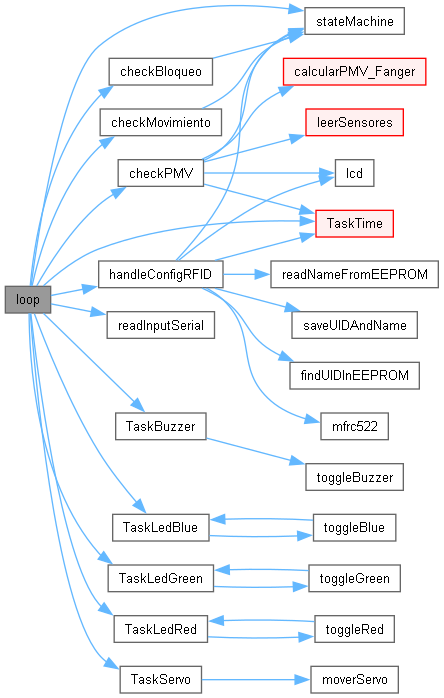 stateMachine
checkBloqueo
calcularPMV_Fanger
checkMovimiento
leerSensores
checkPMV
lcd
TaskTime
handleConfigRFID
readNameFromEEPROM
loop
readInputSerial
saveUIDAndName
findUIDInEEPROM
TaskBuzzer
mfrc522
toggleBuzzer
TaskLedBlue
toggleBlue
TaskLedGreen
toggleGreen
TaskLedRed
toggleRed
TaskServo
moverServo